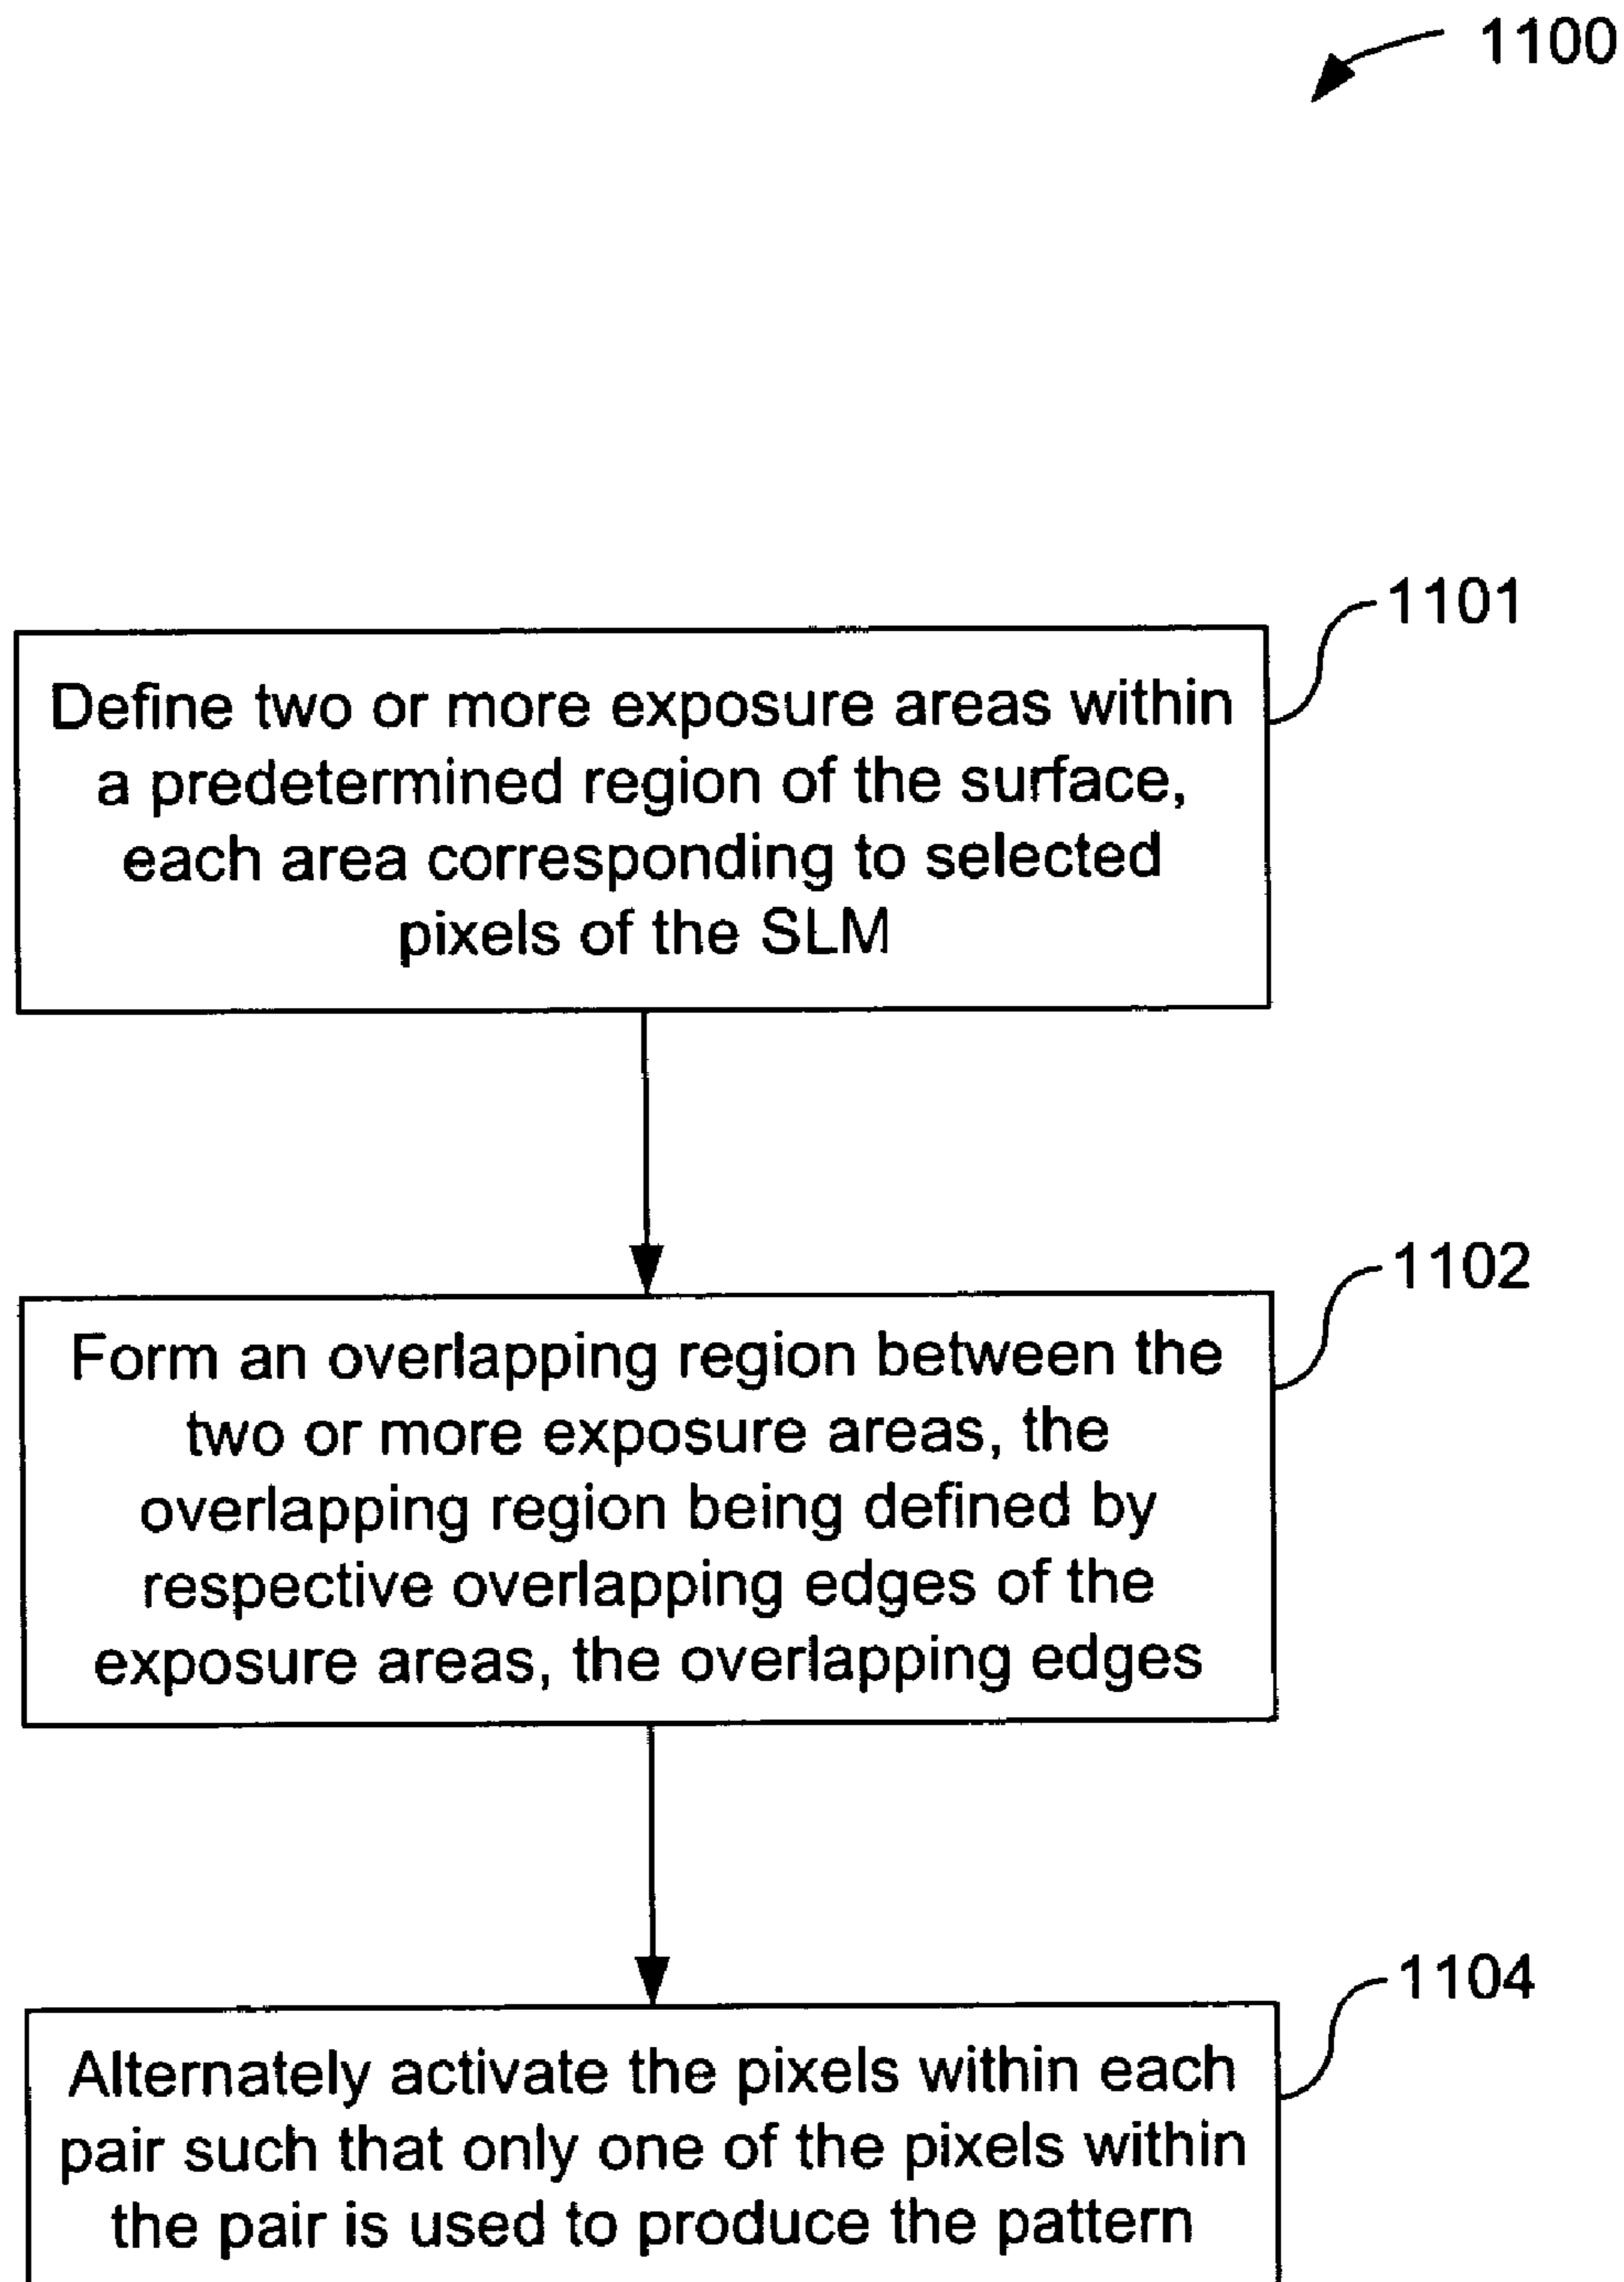 1100
1101
Define two or more exposure areas within
a predetermined region of the surface,
each area corresponding to selected
pixels of the SLM
1102
Form an overlapping region between the
two or more exposure areas, the
overlapping region being defined by
respective overlapping edges of the
exposure areas, the overlapping edges
1104
Alternately activate the pixels within each
pair such that only one of the pixels within
the pair is used to produce the pattern